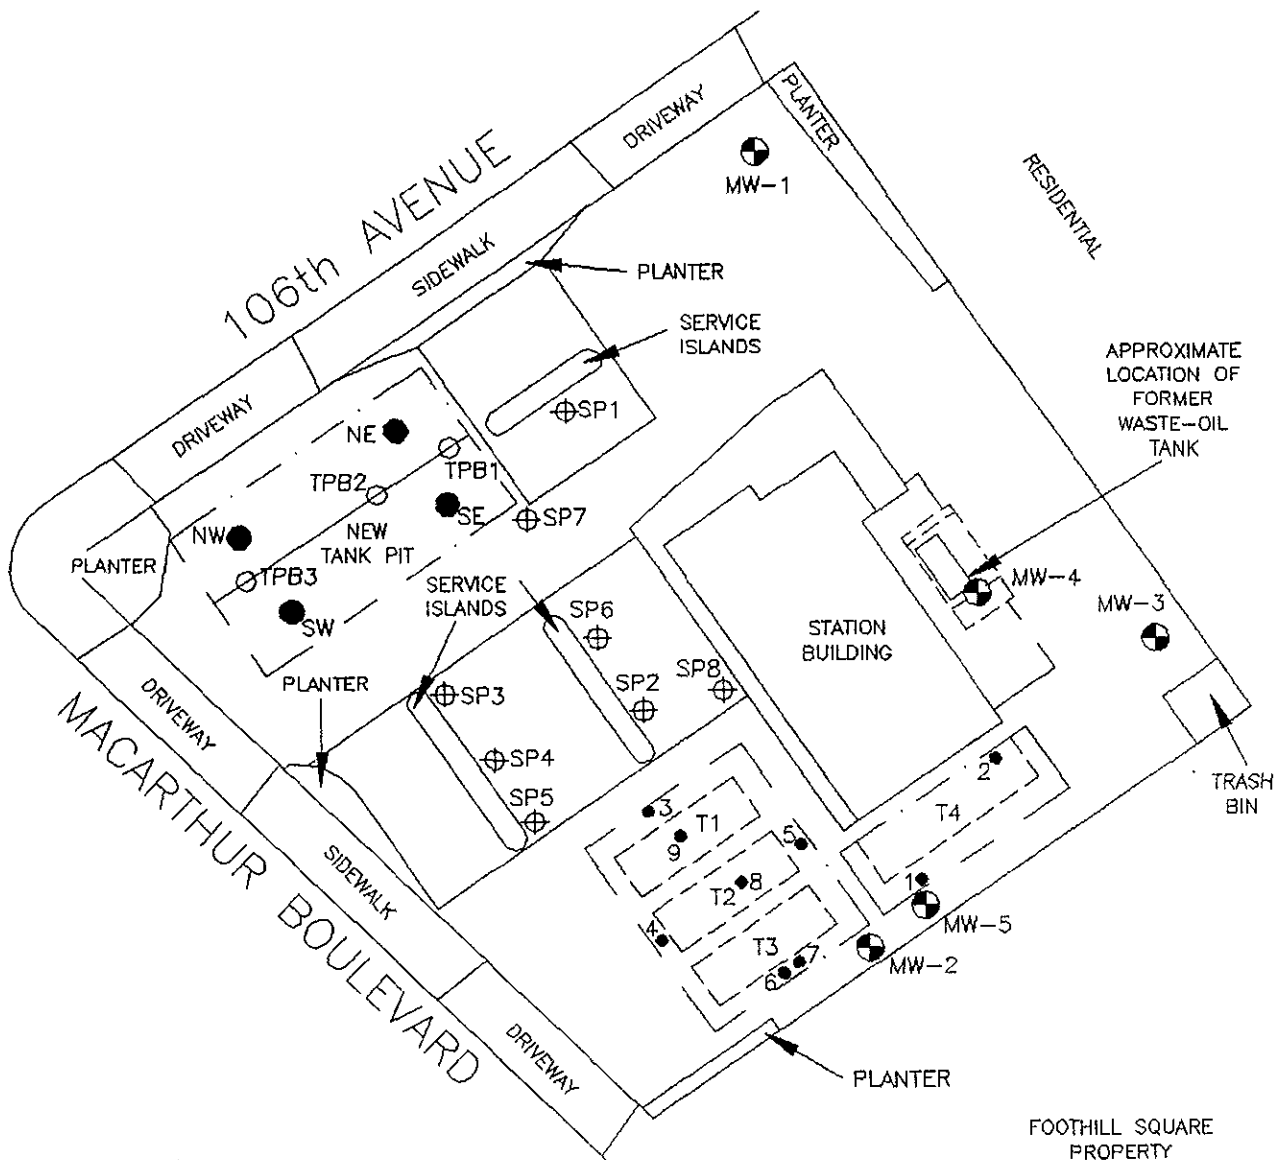 106th AVENUE
DRIVEWAY
PLANTER
MW-1
RESIDENTIAL
SIDEWALK
PLANTER
SERVICE
ISLANDS
APPROXIMATE
LOCATION OF
FORMER
WASTE-OIL
TANK
DRIVEWAY
NE
SP1
TPB1
TPB2
SE
SP7
NW
NEW
TANK PIT
PLANTER
TPB3
SERVICE
ISLANDS
MW-4
MW-3
SW
SP6
STATION
BUILDING
PLANTER
SP3
SP2
SP8
DRIVEWAY
MACARTHUR BOULEVARD
SP4
2
TRASH
BIN
SP5
3
T1
T4
9
5
SIDEWALK
T2
8
1
MW-5
4
T3
7
6
MW-2
DRIVEWAY
PLANTER
FOOTHILL SQUARE
PROPERTY